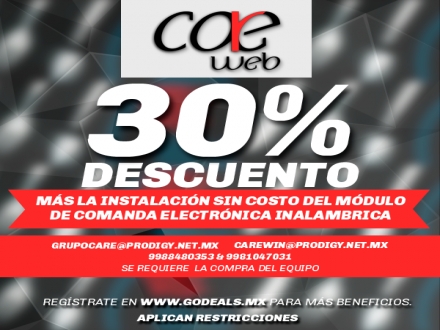 care
web
30%
DESCUENTO
MÁS LA INSTALACIÓN SIN COSTO DEL MÓDULO
DE COMANDA ELECTRÓNICA INALAMBRICA
GRUPOCARE@PRODIGY.NET.MX CAREWIN@PRODIGY.NET.MX
9988480353 & 9981047031
SE REQUIERE LA COMPRA DEL EQUIPO
REGÍSTRATE EN WWW.GODEALS.MX PARA MÁS BENEFICIOS.
APLICAN RESTRICCIONES